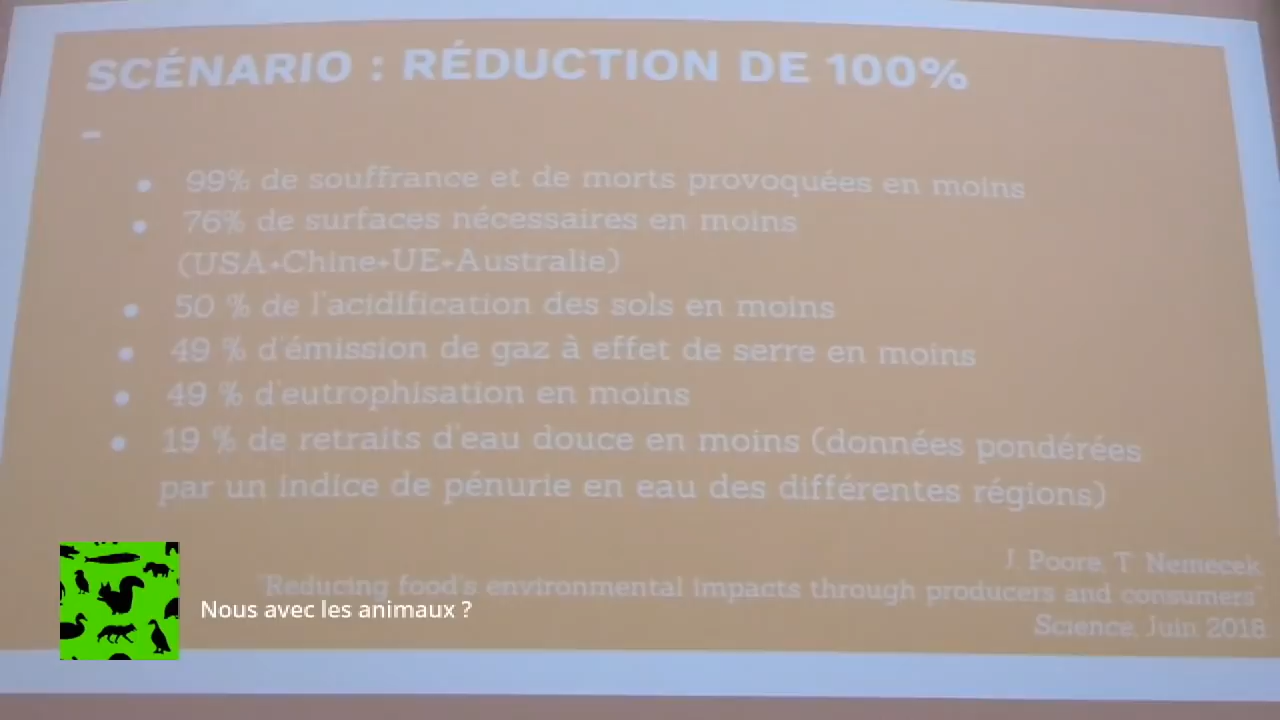 SCÉNARIO : RÉDUCTION DE 100%
–
• 99% de souffrance et de morts provoquées en moins
• 76% de surfaces nécessaires en moins
(USA+Chine+UE+Australie)
• 50 % de l'acidification des sols en moins
• 49 % d'émission de gaz à effet de serre en moins
• 49 % d'eutrophisation en moins
• 19 % de retraits d'eau douce en moins (données pondérées
par un indice de pénurie en eau des différentes régions)
J. Poore, T. Nemecek,
"Reducing food's environmental impacts through producers and consumers"
Science, Juin 2018
Nous avec les animaux ?